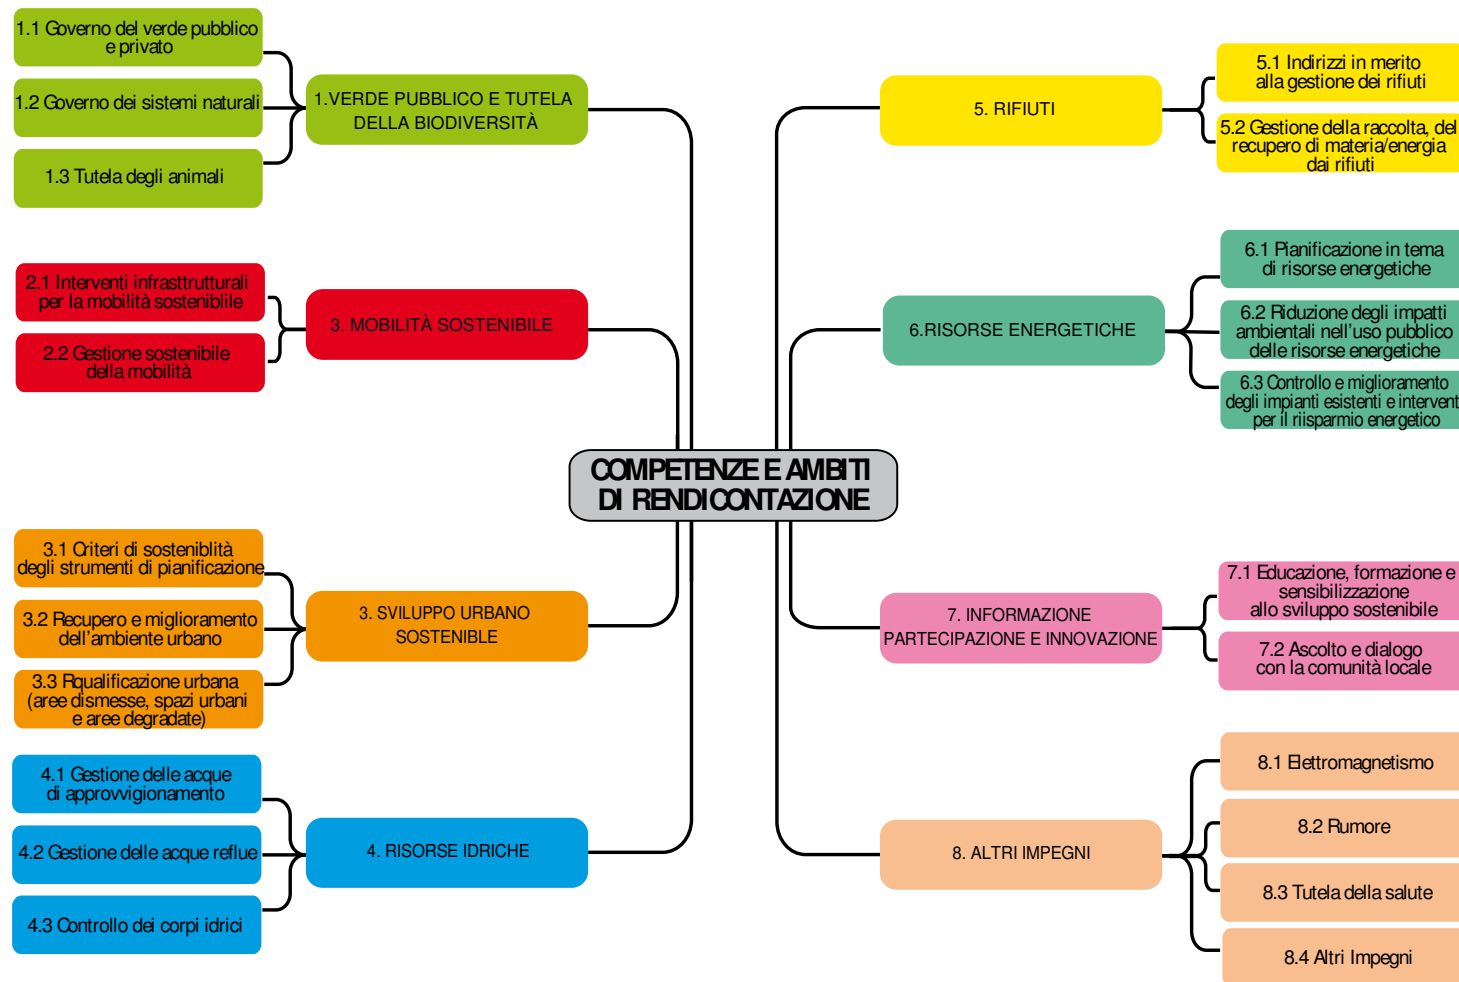 1.1 Governo del verde pubblico
e privato
1.2 Governo dei sistemi naturali
1.3 Tutela degli animali
1.VERDE PUBBLICO E TUTELA
DELLA BIODIVERSITÀ
2.1 Interventi infrasttrutturali
per la mobilità sosteniblile
2.2 Gestione sostenibile
della mobilità
3. MOBILITÀ SOSTENIBILE
3.1 Criteri di sosteniblità
degli strumenti di pianificazione
3.2 Recupero e miglioramento
dell'ambiente urbano
3.3 Rqualificazione urbana
(aree dismesse, spazi urbani
e aree degradate)
3. SVILUPPO URBANO
SOSTENIBLE
4.1 Gestione delle acque
di approvvigionamento
4.2 Gestione delle acque reflue
4.3 Controllo dei corpi idrici
4. RISORSE IDRICHE
COMPETENZE E AMBITI
DI RENDICONTAZIONE
5. RIFIUTI
5.1 Indirizzi in merito
alla gestione dei rifiuti
5.2 Gestione della raccolta, del
recupero di materia/energia
dai rifiuti
6.RISORSE ENERGETICHE
6.1 Pianificazione in tema
di risorse energetiche
6.2 Riduzione degli impatti
ambientali nell'uso pubblico
delle risorse energetiche
6.3 Controllo e miglioramento
degli impianti esistenti e intervent
per il riisparmio energetico
7. INFORMAZIONE
PARTECIPAZIONE E INNOVAZIONE
7.1 Educazione, formazione e
sensibilizzazione
allo sviluppo sostenibile
7.2 Ascolto e dialogo
con la comunità locale
8. ALTRI IMPEGNI
8.1 Elettromagnetismo
8.2 Rumore
8.3 Tutela della salute
8.4 Altri Impegni